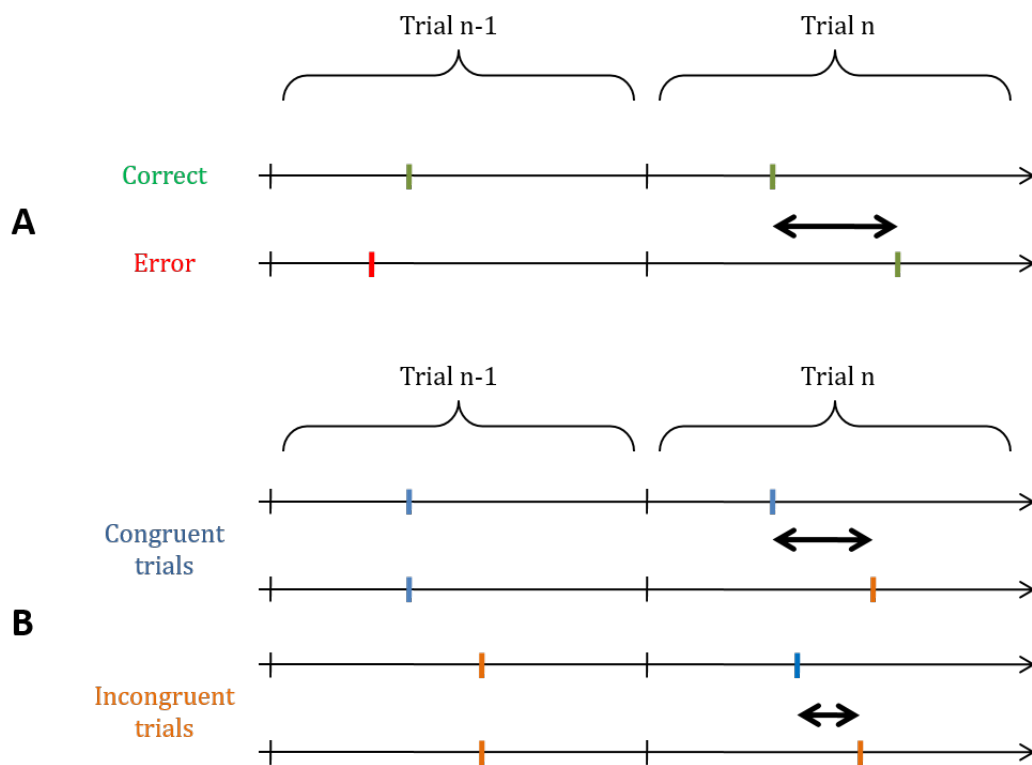 Trial n-1
Trial n
Correct
A
Error
Trial n-1
Trial n
Congruent
trials
B
Incongruent
trials